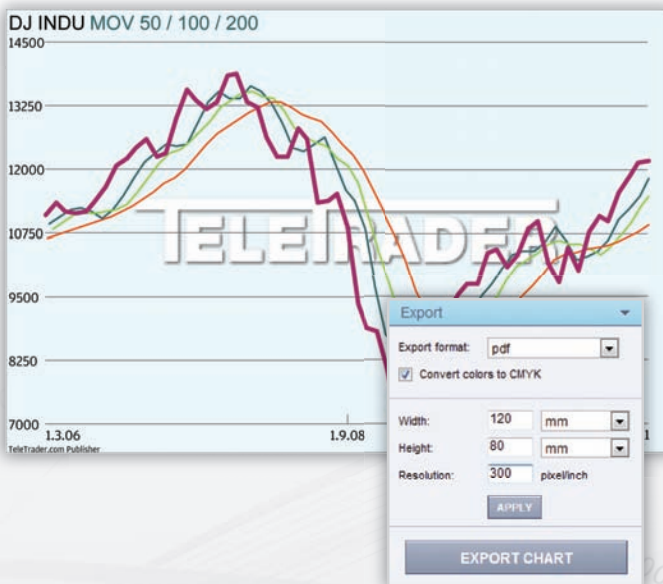 DJ INDU MOV 50 / 100 / 200
14500
13250
12000
10750
TELETRADER
9500
8250
7000
1.3.06
1.9.08
1
TeleTrader.com Publisher
Export
Export format:
pdf
Convert colors to CMYK
Width:
120
mm
Height:
80
mm
Resolution:
300
pixel/inch
APPLY
EXPORT CHART